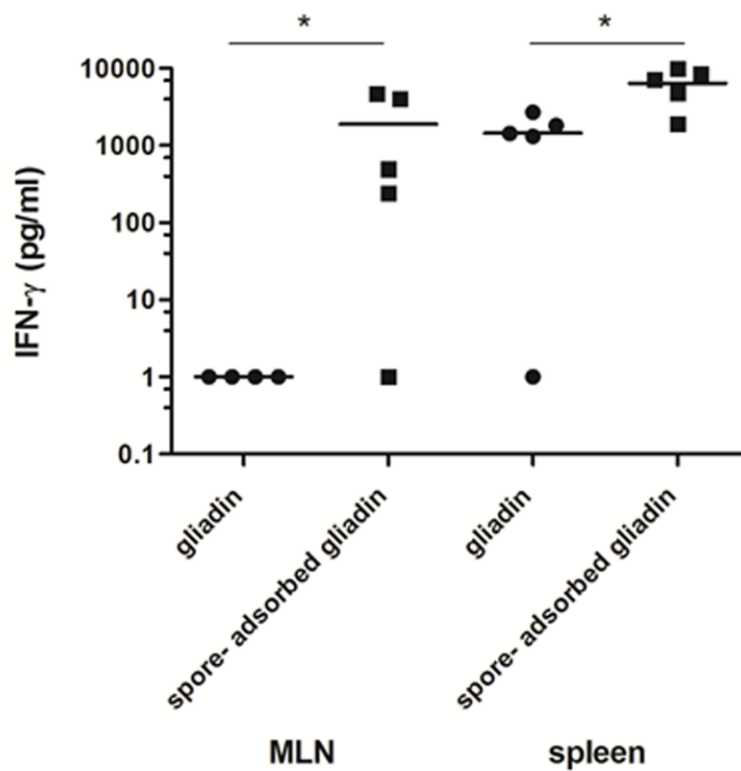 * *
10000
1000
100
10
1
0.1
IFN-γ (pg/ml)
gliadin
spore- adsorbed gliadin
gliadin
spore- adsorbed gliadin
MLN spleen